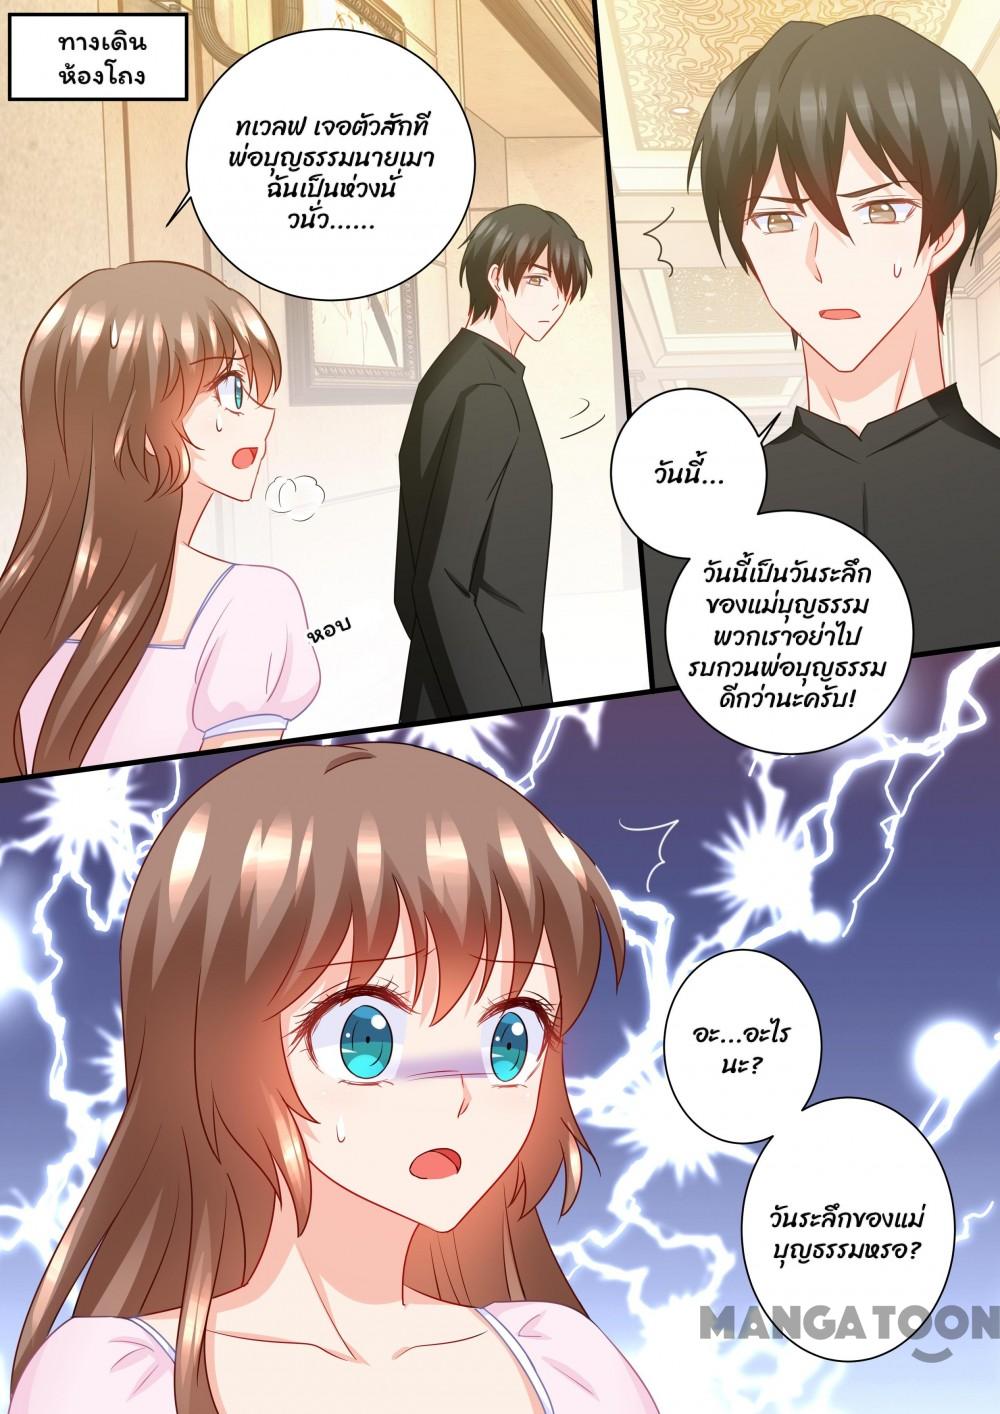 ทางเดิน
ห้องโถง
ทเวลฟ เจอตัวสักที
พ่อบุญธรรมนายเมา
ฉันเป็นห่วงนั่
วนั่ว......
หอบ
วันนี้...
วันนี้เป็นวันระลึก
ของแม่บุญธรรม
พวกเราอย่าไป
รบกวนพ่อบุญธรรม
ดีกว่านะครับ!
อะ...อะไร
นะ?
วันระลึกของแม่
บุญธรรมหรอ?
MANGATOON